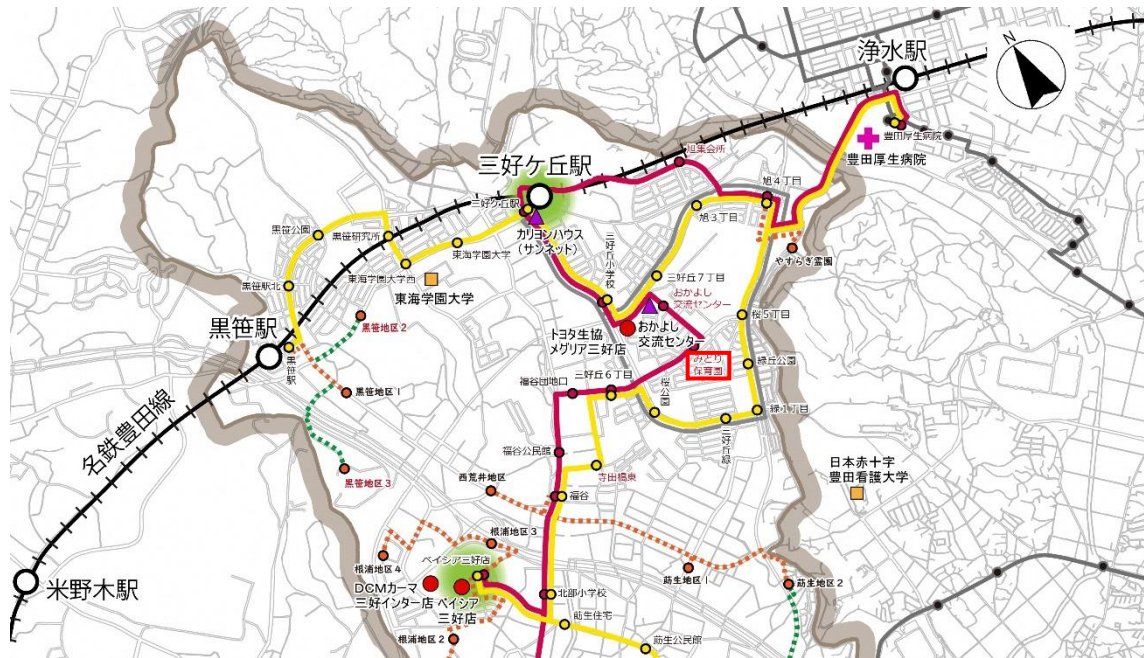 浄水駅
N
豊田厚生病院
豊田厚生病院
旭集会所
三好ケ丘駅
三好ケ丘駅
旭4丁目
旭3丁目
カリヨンハウス
(サンネット)
黒笹公園
黒笹研究所
東海学園大学
三好丘小学校
やすらぎ霊園
東海学園大学西
三好丘7丁目
黒笹駅北
東海学園大学
おかよし
交流センター
桜5丁目
黒笹地区2
黒笹駅
トヨタ生協
メグリア三好店
おかよし
交流センター
黒笹駅
みどり
保育園
緑丘公園
三好丘6丁目
福谷団地口
黒笹地区1
桜公園
緑1丁目
三好丘緑
名鉄豊田線
福谷公民館
日本赤十字
豊田看護大学
黒笹地区3
西荒井地区
寺田橋東
福谷
根浦地区3
ベイシア三好店
根浦地区4
莇生地区1
莇生地区2
米野木駅
DCMカーマ
三好インター店
ベイシア
三好店
北部小学校
莇生住宅
根浦地区2
莇生公民館